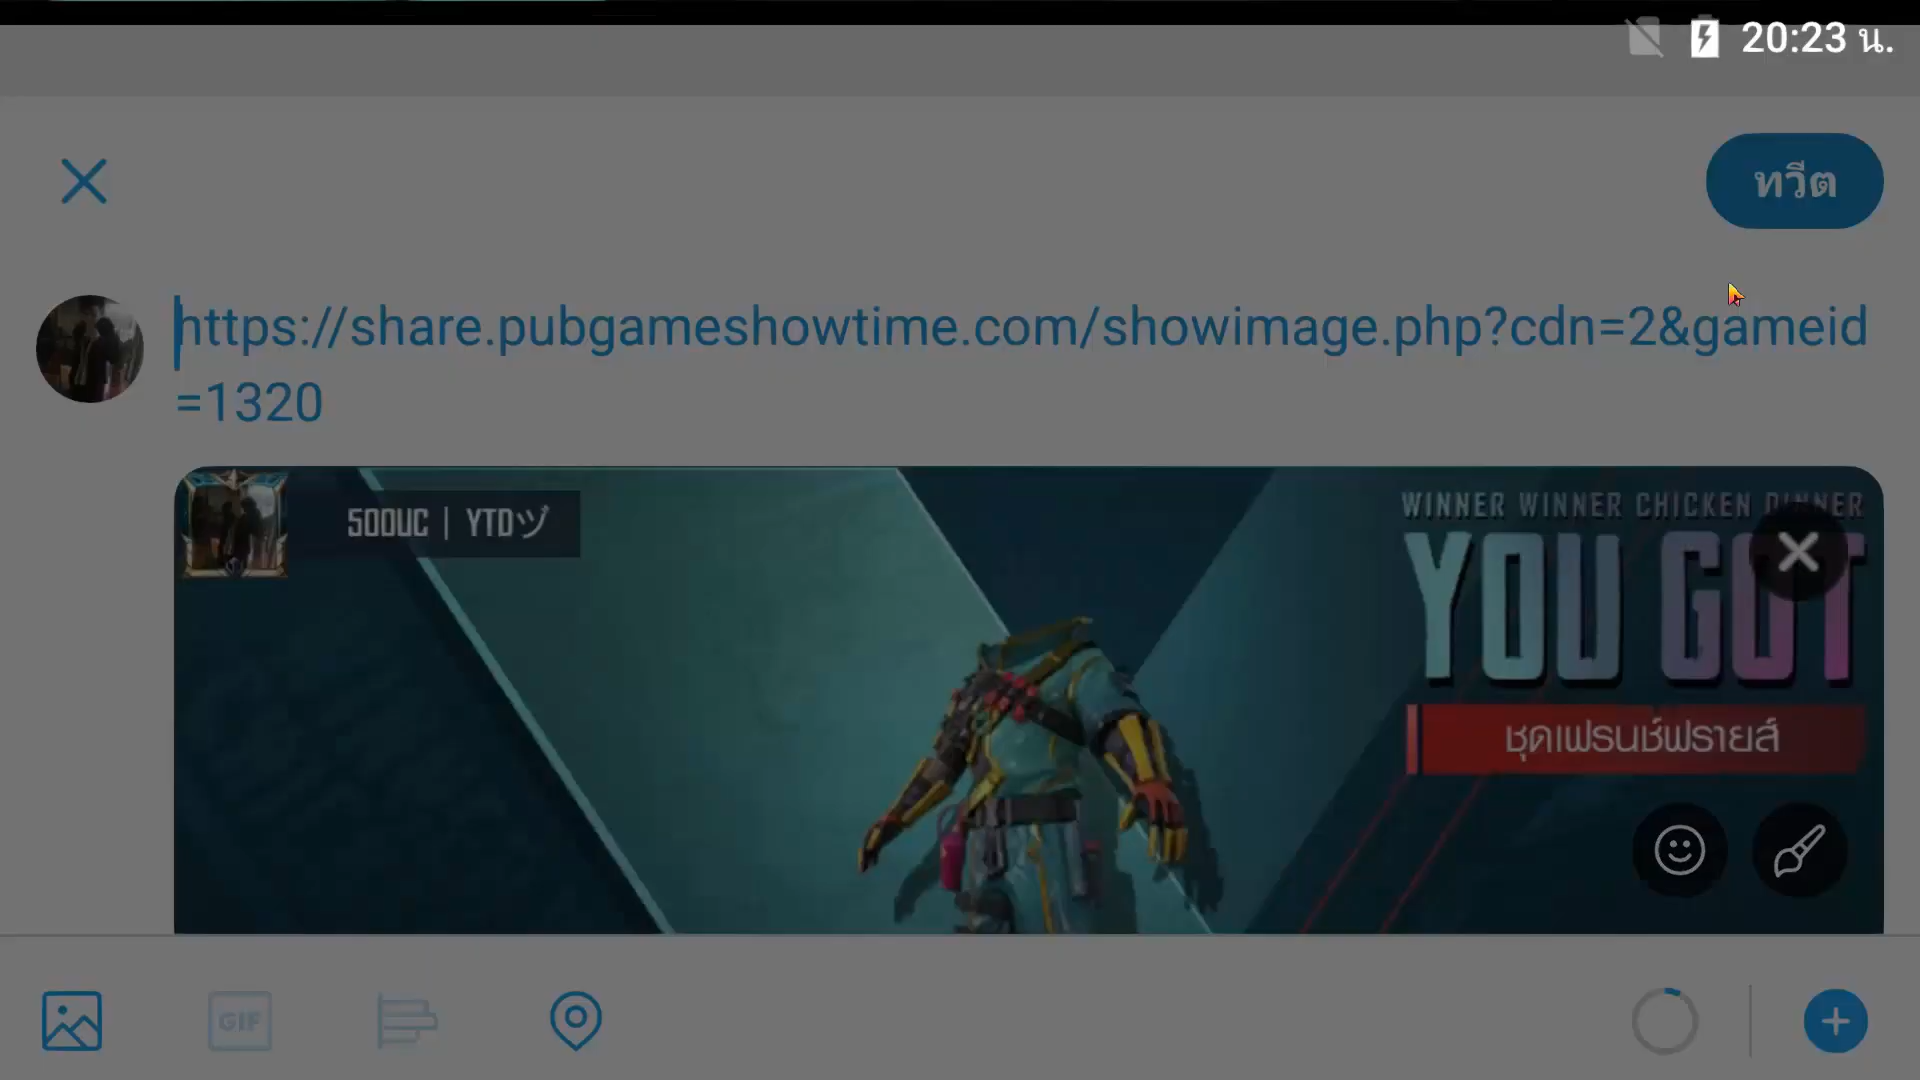 20:23 น.
ทวีต
https://share.pubgameshowtime.com/showimage.php?cdn=2&gameid
=1320
500UC | YTDヅ
WINNER WINNER CHICKEN DINNER
YOU GOT
ชุดเฟรนช์ฟรายส์
GIF